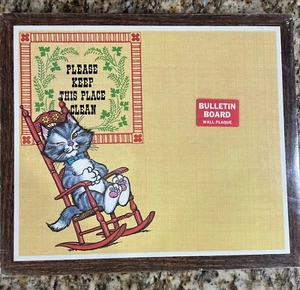 PLEASE
KEEP
THIS PLACE
CLEAN
BULLETIN
BOARD
WALL PLAQUE